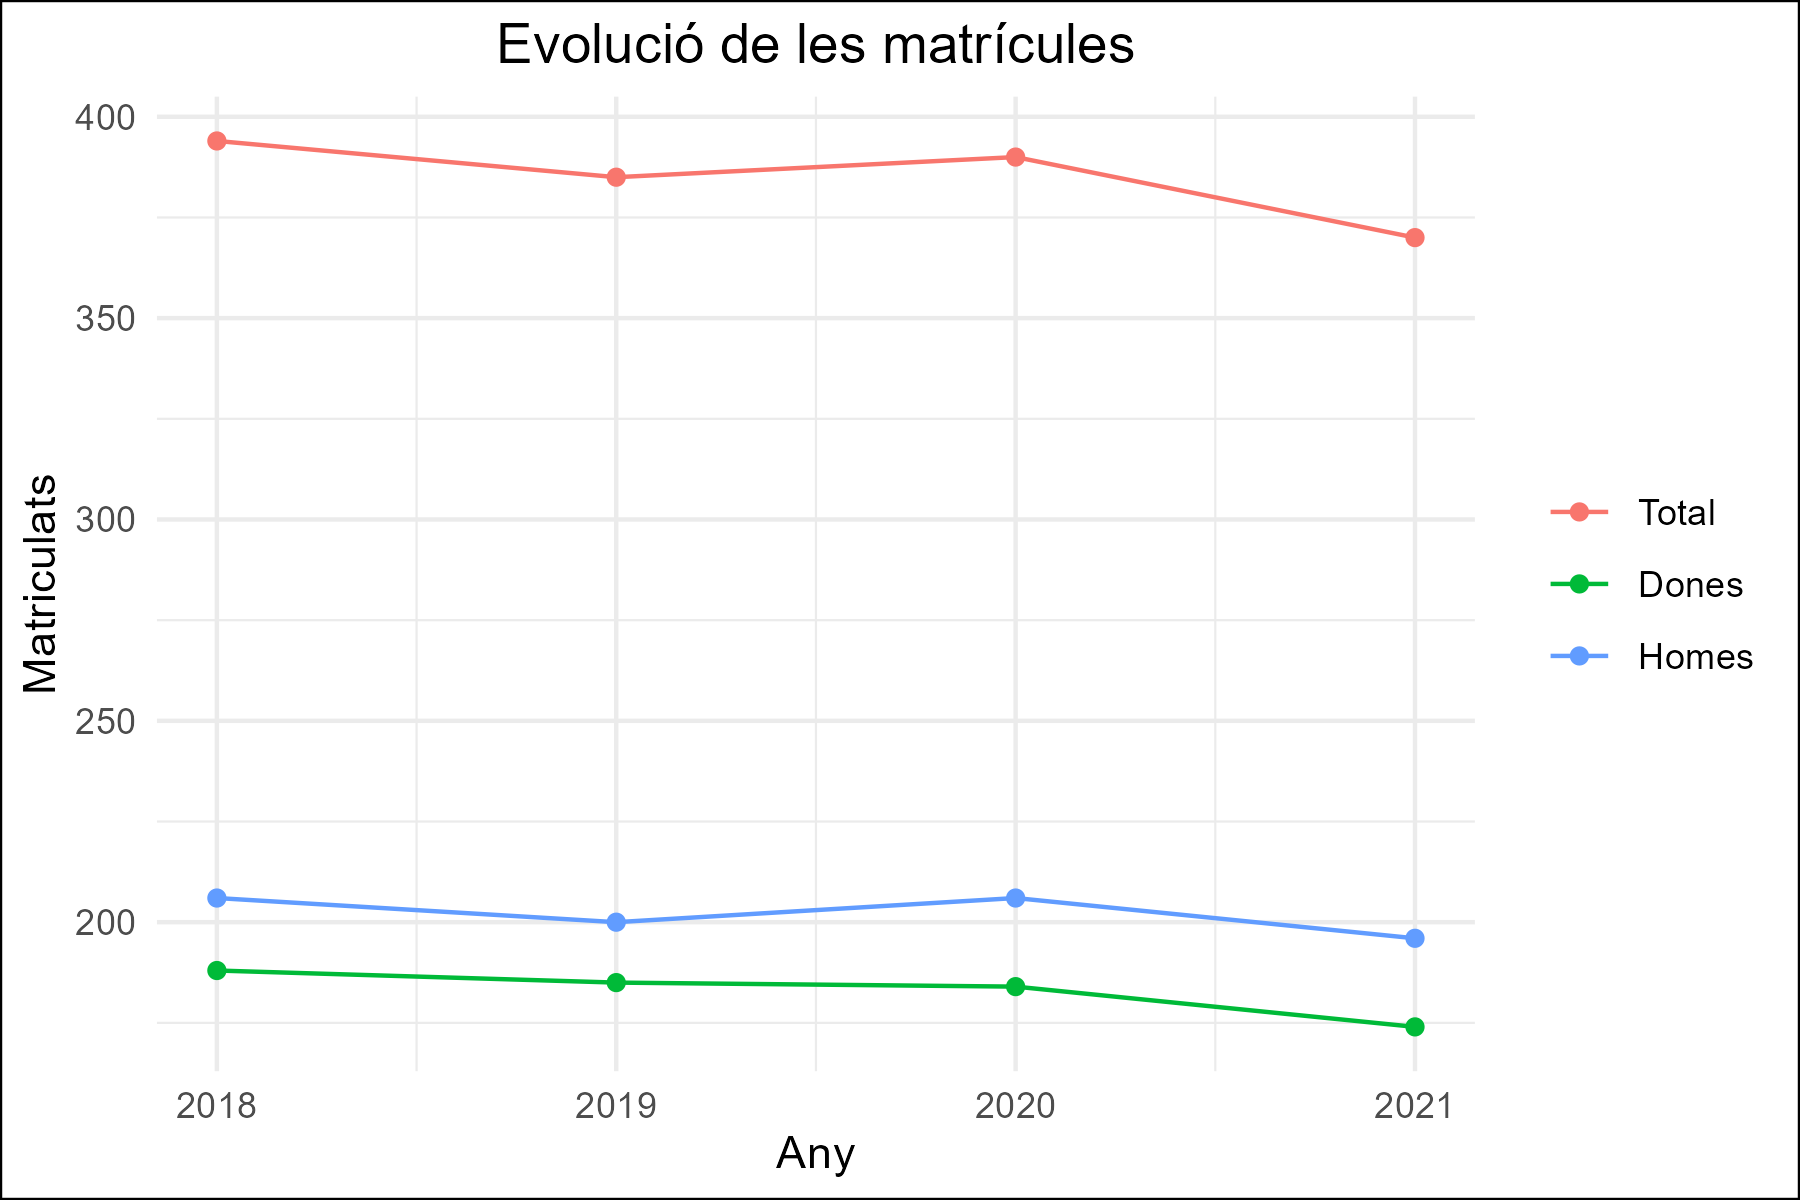 Evolució de les matrícules
400
350
300
250
200
Matriculats
2018
2019
2020
2021
Any
Total
Dones
Homes